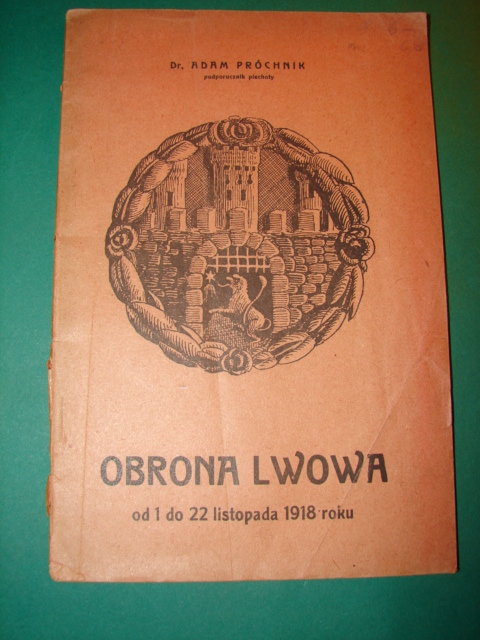 Dr. ADAM PRÓCHNIK
podporucznik piechoty
OBRONA LWOWA
od 1 do 22 listopada 1918 roku